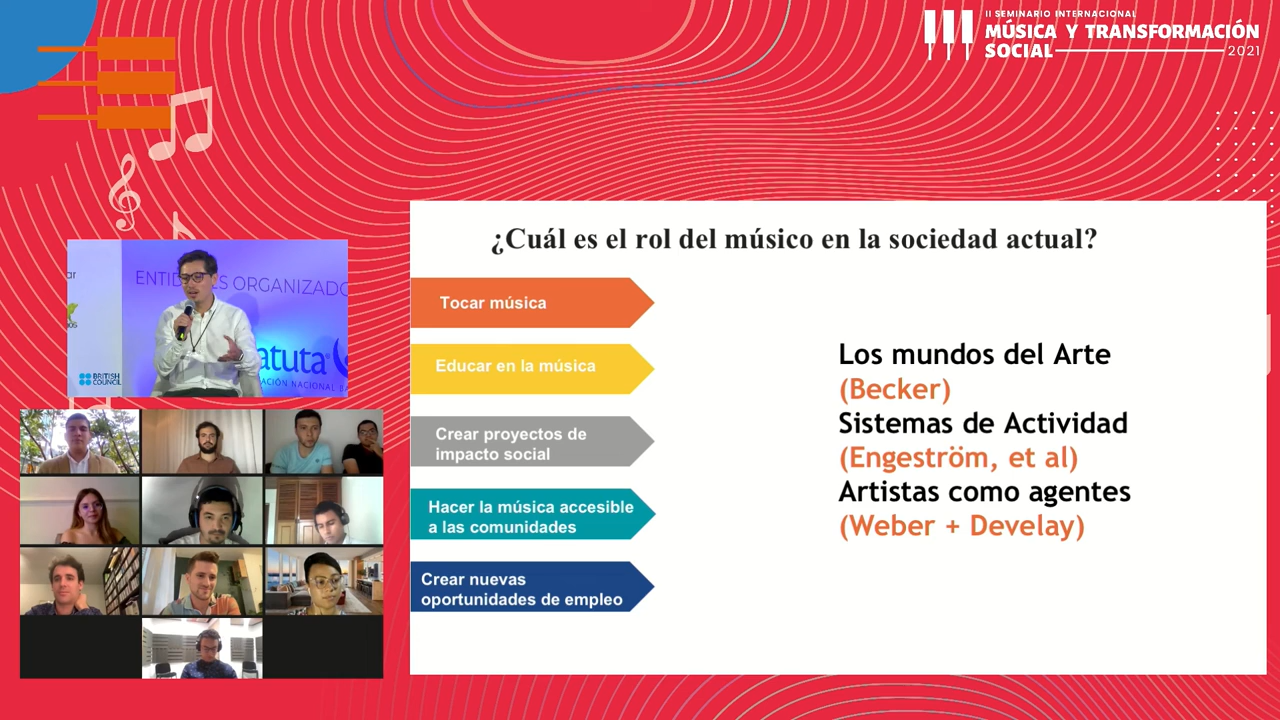 II SEMINARIO INTERNACIONAL
MÚSICA Y TRANSFORMACIÓN
SOCIAL
2021
¿Cuál es el rol del músico en la sociedad actual?
Tocar música
Educar en la música
Crear proyectos de
impacto social
Hacer la música accesible
a las comunidades
Crear nuevas
oportunidades de empleo
Los mundos del Arte
(Becker)
Sistemas de Actividad
(Engeström, et al)
Artistas como agentes
(Weber + Develay)
BRITISH
COUNCIL